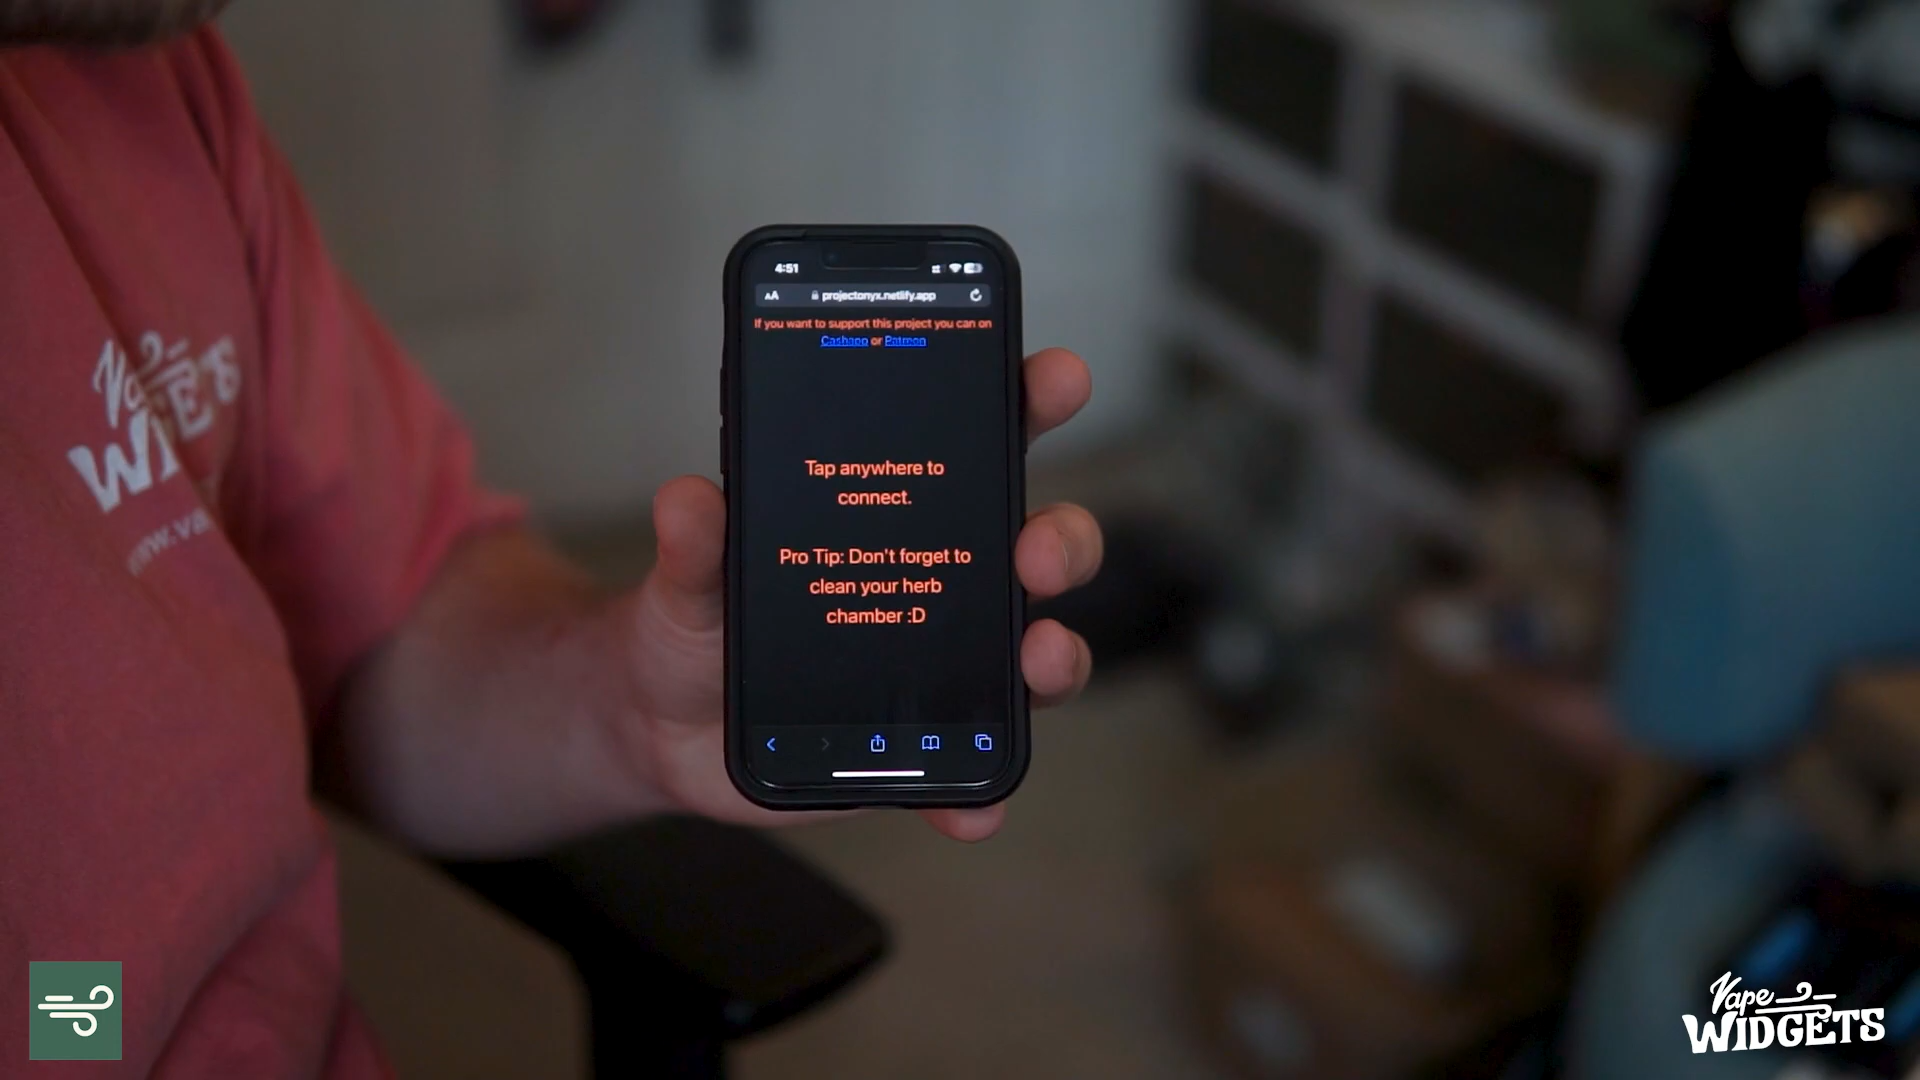 4:51
AA projectonyx.netlify.app
If you want to support this project you can on
Cashapp or Patreon
Tap anywhere to
connect.
Pro Tip: Don't forget to
clean your herb
chamber :D
Vape
WIDGETS